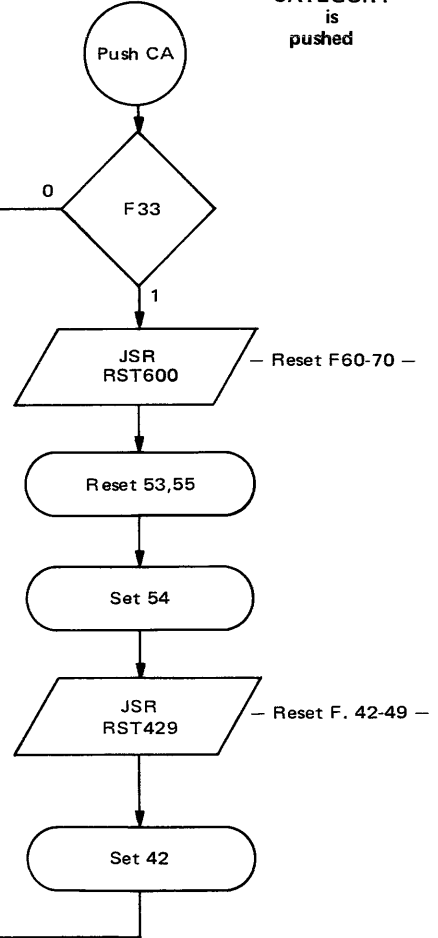 Push CA
is
pushed
0
F33
1
JSR
RST600
— Reset F60-70 —
Reset 53,55
Set 54
JSR
RST429
— Reset F. 42-49 —
Set 42